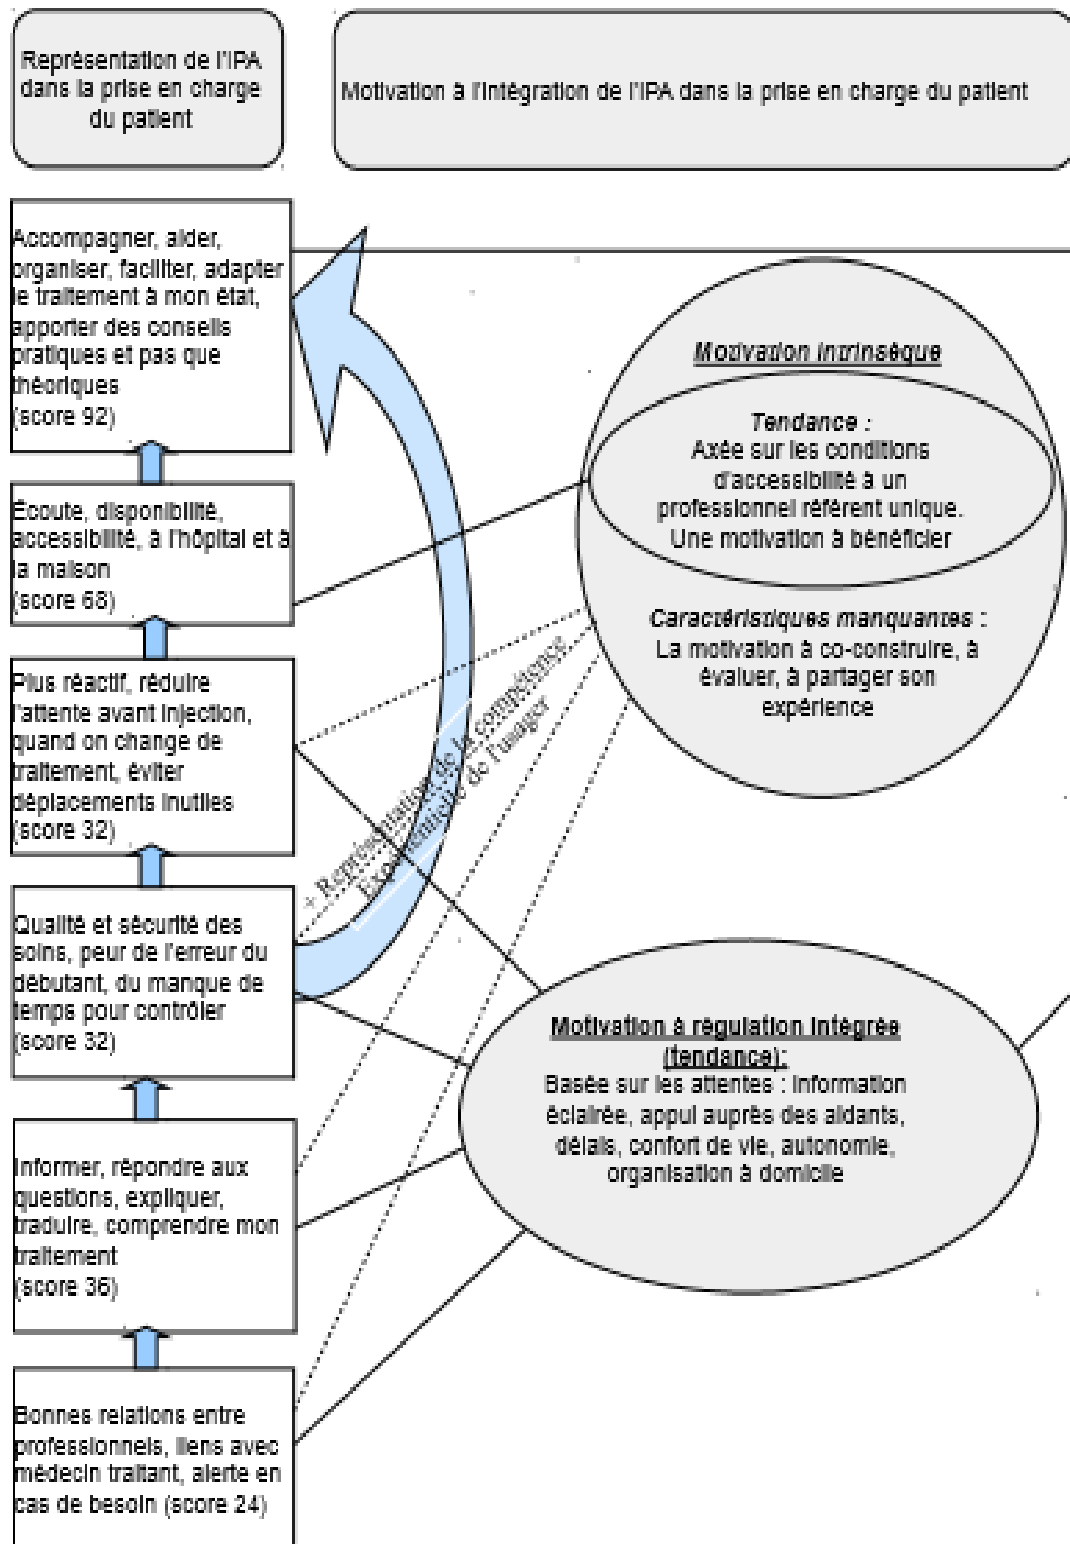 Représentation de l'IPA
dans la prise en charge
du patient
Motivation à l'intégration de l'IPA dans la prise en charge du patient
Accompagner, aider,
organiser, faciliter, adapter
le traitement à mon état,
apporter des conseils
pratiques et pas que
théoriques
(score 92)
Motivation intrinsèque
Tendance :
Axée sur les conditions
d'accessibilité à un
professionnel référent unique.
Une motivation à bénéficier
Caractéristiques manquantes :
La motivation à co-construire, à
évaluer, à partager son
expérience
Écoute, disponibilité,
accessibilité, à l'hôpital et à
la maison
(score 68)
Plus réactif, réduire
l'attente avant injection,
quand on change de
traitement, éviter
déplacements inutiles
(score 32)
+ Représentation de la compétence
Expérientielle de l'usager
Qualité et sécurité des
soins, peur de l'erreur du
débutant, du manque de
temps pour contrôler
(score 32)
Motivation à régulation intégrée
(tendance):
Basée sur les attentes : information
éclairée, appui auprès des aidants,
délais, confort de vie, autonomie,
organisation à domicile
Informer, répondre aux
questions, expliquer,
traduire, comprendre mon
traitement
(score 36)
Bonnes relations entre
professionnels, liens avec
médecin traitant, alerte en
cas de besoin (score 24)